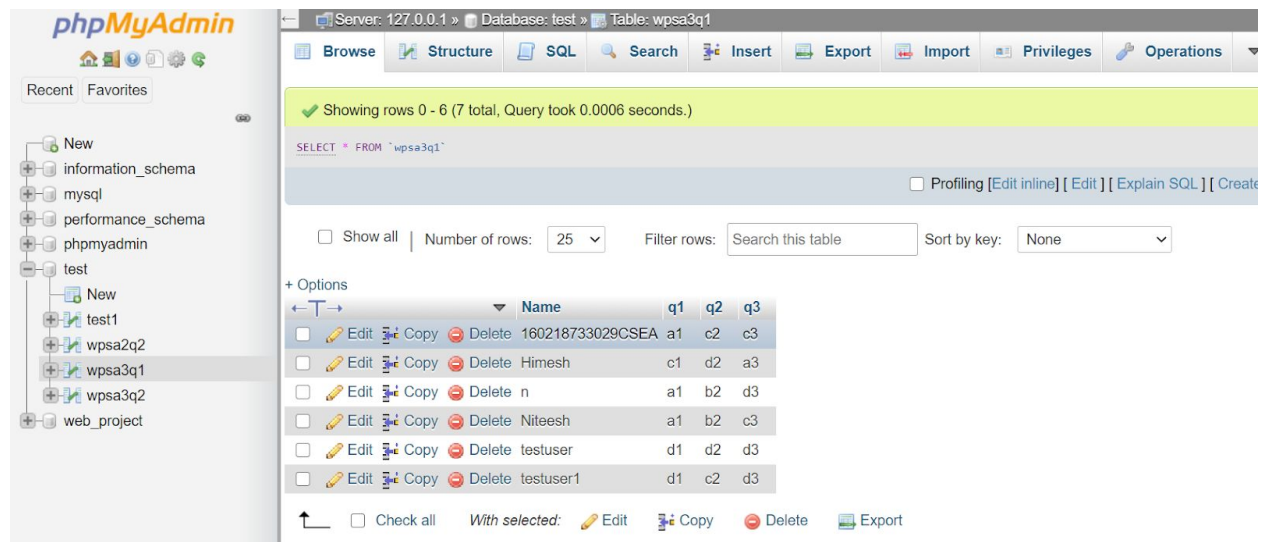 phpMyAdmin
Recent Favorites
New
information_schema
mysql
performance_schema
phpmyadmin
test
New
test1
wpsa2q2
wpsa3q1
wpsa3q2
web_project
Server: 127.0.0.1 » Database: test » Table: wpsa3q1
Browse Structure SQL Search Insert Export Import Privileges Operations
Showing rows 0 - 6 (7 total, Query took 0.0006 seconds.)
SELECT * FROM `wpsa3q1`
Profiling [Edit inline] [ Edit ] [ Explain SQL ] [ Create
Show all | Number of rows: 25 Filter rows: Search this table Sort by key: None
+ Options
←T→ Name q1 q2 q3
Edit Copy Delete 160218733029CSEA a1 c2 c3
Edit Copy Delete Himesh c1 d2 a3
Edit Copy Delete n a1 b2 d3
Edit Copy Delete Niteesh a1 b2 c3
Edit Copy Delete testuser d1 d2 d3
Edit Copy Delete testuser1 d1 c2 d3
Check all With selected: Edit Copy Delete Export